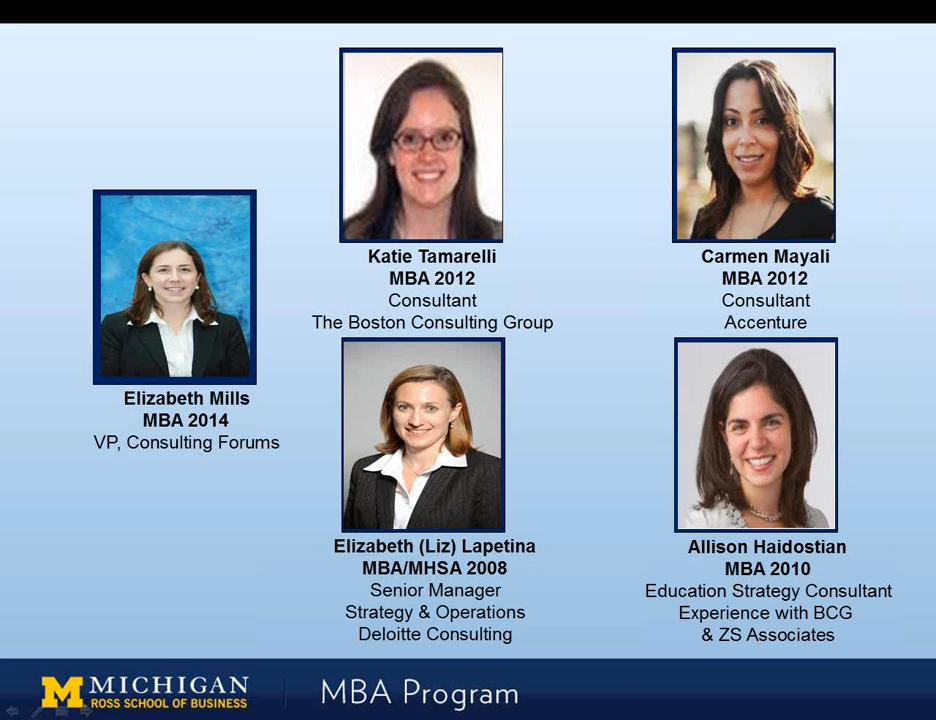 Katie Tamarelli
MBA 2012
Consultant
The Boston Consulting Group
Carmen Mayali
MBA 2012
Consultant
Accenture
Elizabeth Mills
MBA 2014
VP, Consulting Forums
Elizabeth (Liz) Lapetina
MBA/MHSA 2008
Senior Manager
Strategy & Operations
Deloitte Consulting
Allison Haidostian
MBA 2010
Education Strategy Consultant
Experience with BCG
& ZS Associates
M MICHIGAN
ROSS SCHOOL OF BUSINESS
MBA Program